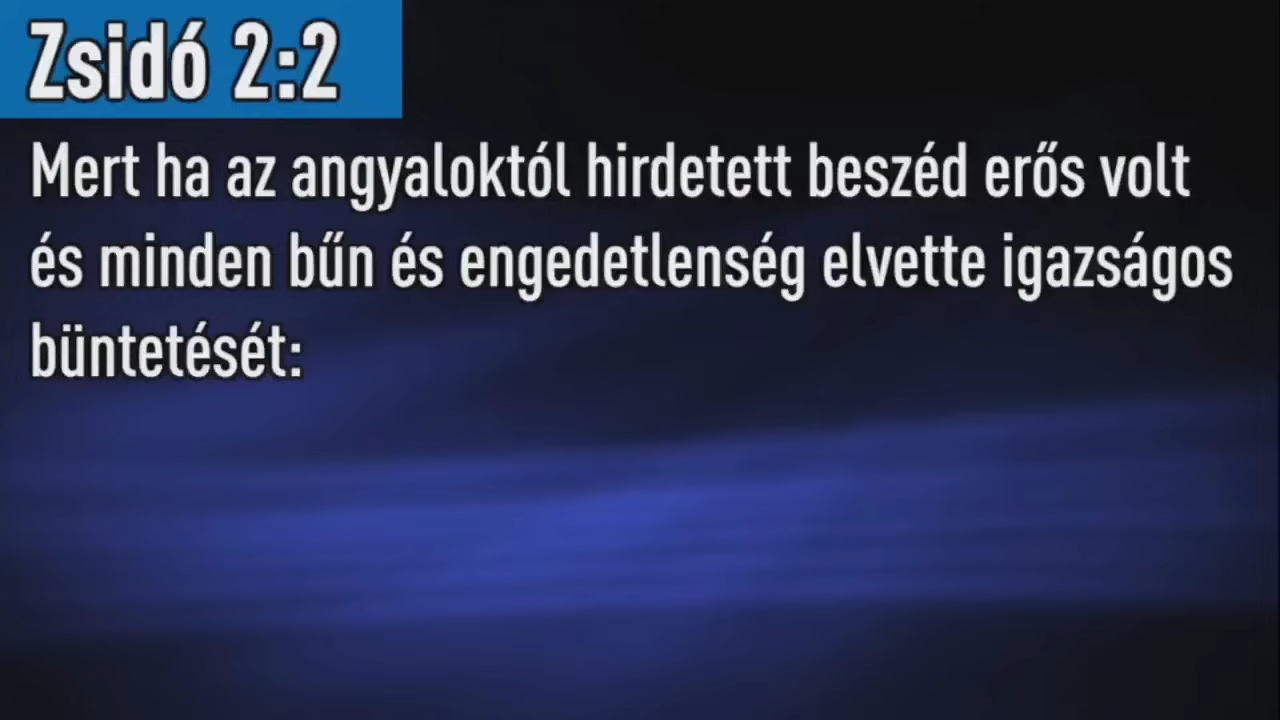 Zsidó 2:2
Mert ha az angyaloktól hirdetett beszéd erős volt
és minden bűn és engedetlenség elvette igazságos
büntetését: